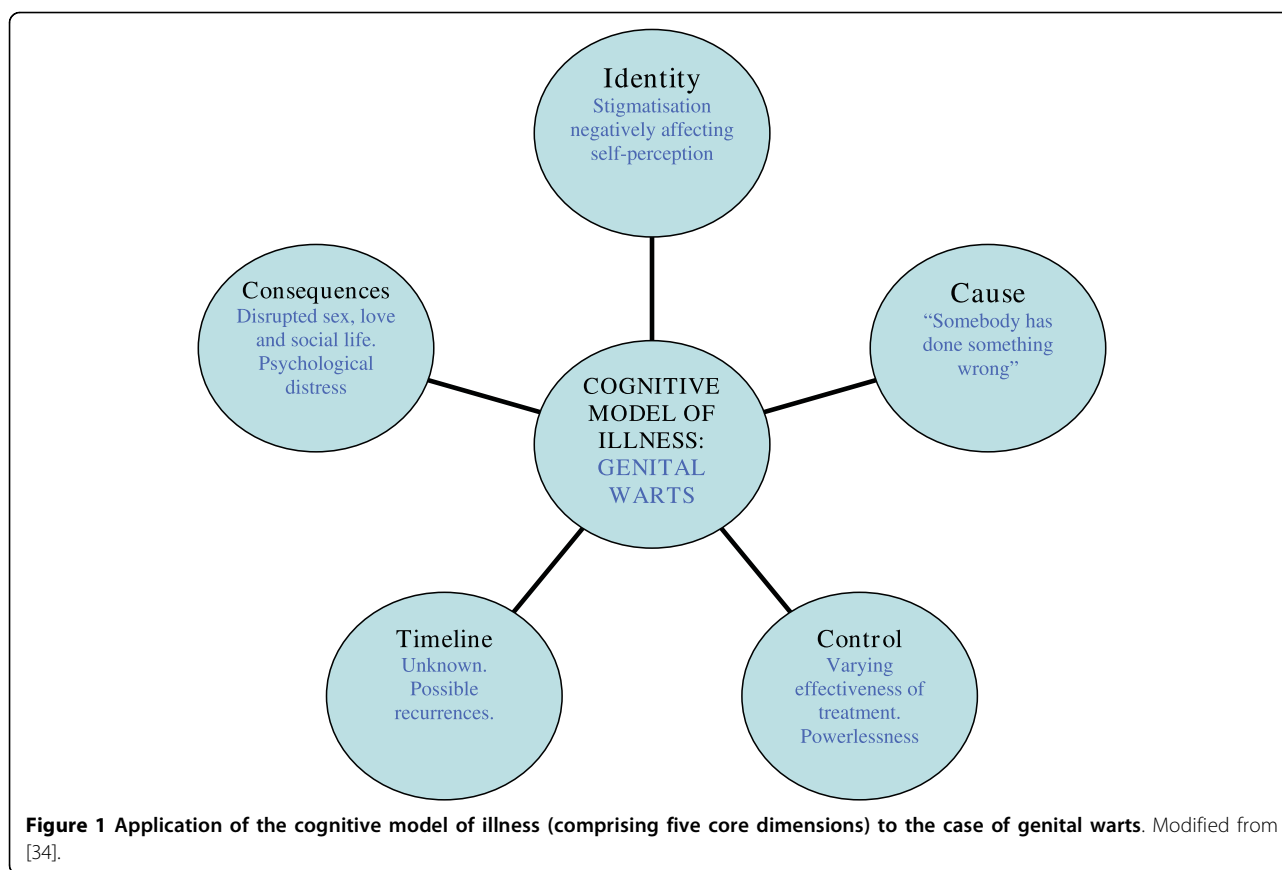 Identity
Stigmatisation
negatively affecting
self-perception
Consequences
Disrupted sex, love
and social life.
Psychological
distress
Cause
“Somebody has
done something
wrong”
COGNITIVE
MODEL OF
ILLNESS:
GENITAL
WARTS
Timeline
Unknown.
Possible
recurrences.
Control
Varying
effectiveness of
treatment.
Powerlessness
Figure 1 Application of the cognitive model of illness (comprising five core dimensions) to the case of genital warts. Modified from
[34].